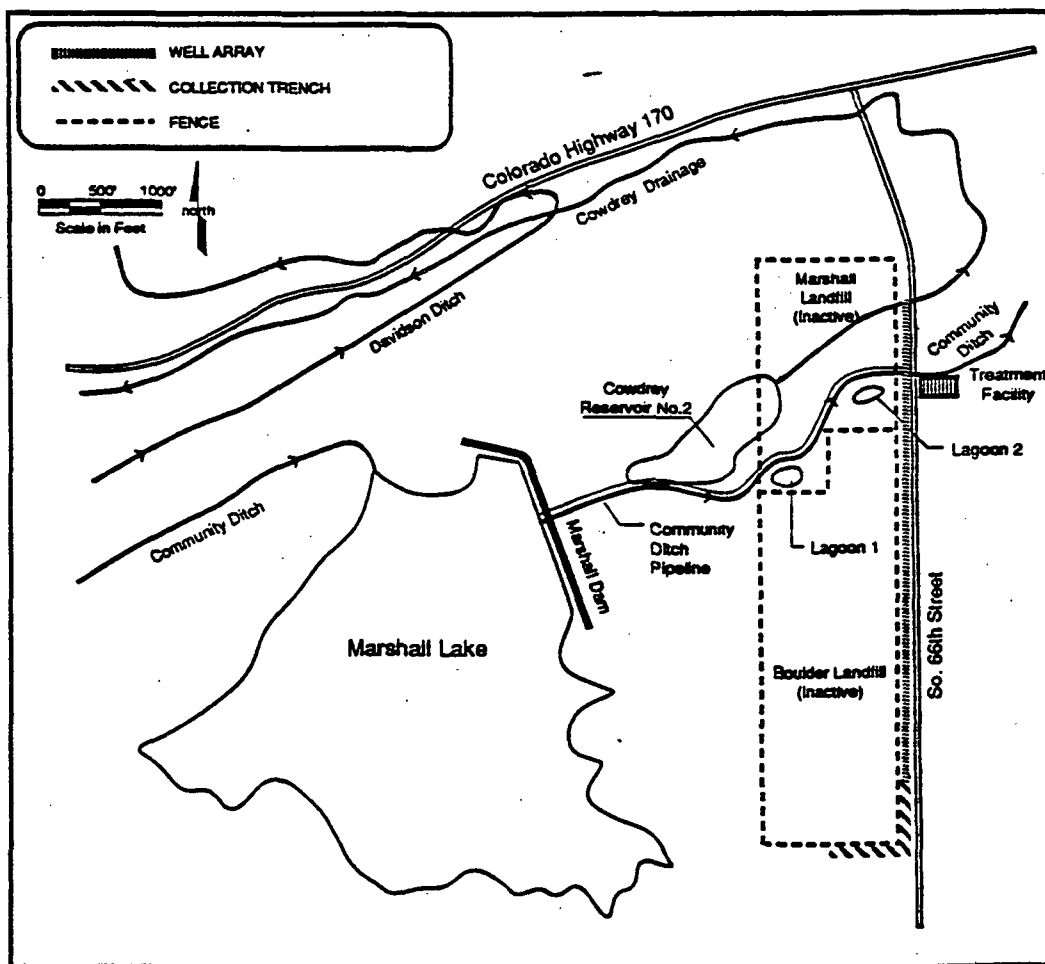 WELL ARRAY
COLLECTION TRENCH
FENCE
0 500' 1000'
Scale in Feet
north
Colorado Highway 170
Cowdrey Drainage
Davidson Ditch
Community Ditch
Marshall Lake
Marshall Dam
Cowdrey
Reservoir No.2
Community
Ditch
Pipeline
Marshall
Landfill
(Inactive)
Community
Ditch
Treatment
Facility
Lagoon 2
Lagoon 1
Boulder Landfill
(Inactive)
So. 66th Street